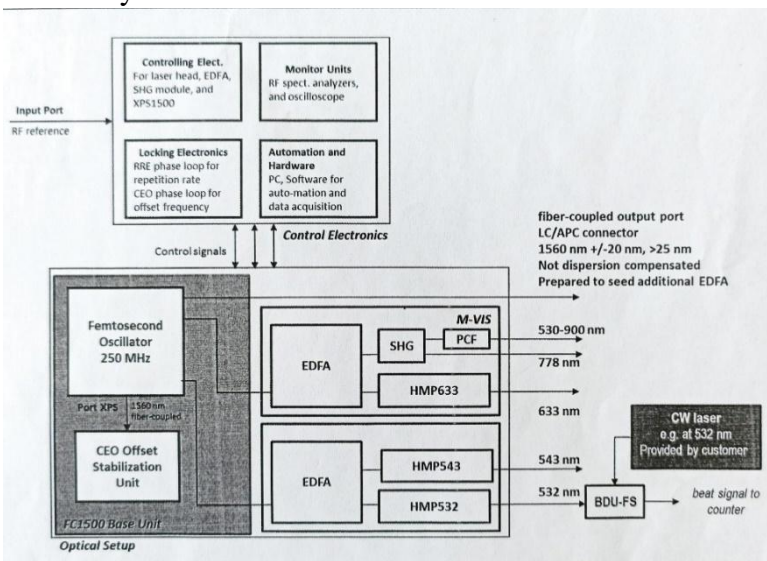 Controlling Elect.
For laser head, EDFA,
SHG module, and
XPS1500
Monitor Units
RF spect. analyzers,
and oscilloscope
Input Port
RF reference
Locking Electronics
RRE phase loop for
repetition rate
CEO phase loop for
offset frequency
Automation and
Hardware
PC, Software for
auto-mation and
data acquisition
Control Electronics
Control signals
fiber-coupled output port
LC/APC connector
1560 nm +/-20 nm, >25 nm
Not dispersion compensated
Prepared to seed additional EDFA
Femtosecond
Oscillator
250 MHz
Port XPS
1560nm
fiber-coupled
CEO Offset
Stabilization
Unit
FC1500 Base Unit
Optical Setup
M-VIS
EDFA
SHG
PCF
HMP633
530-900 nm
778 nm
633 nm
EDFA
HMP543
HMP532
543 nm
532 nm
CW laser
e.g. at 532 nm
Provided by customer
BDU-FS
beat signal to
counter